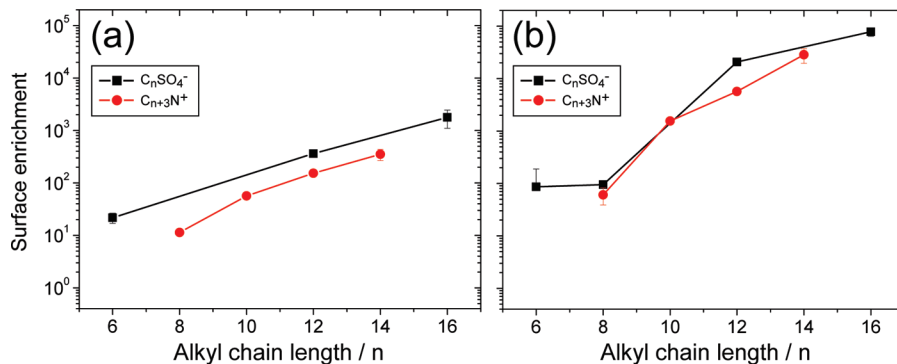 (a)
CₙSO₄⁻
Cₙ₊₃N⁺
Surface enrichment
10⁵
10⁴
10³
10²
10¹
10⁰
6 8 10 12 14 16
Alkyl chain length / n
(b)
CₙSO₄⁻
Cₙ₊₃N⁺
6 8 10 12 14 16
Alkyl chain length / n